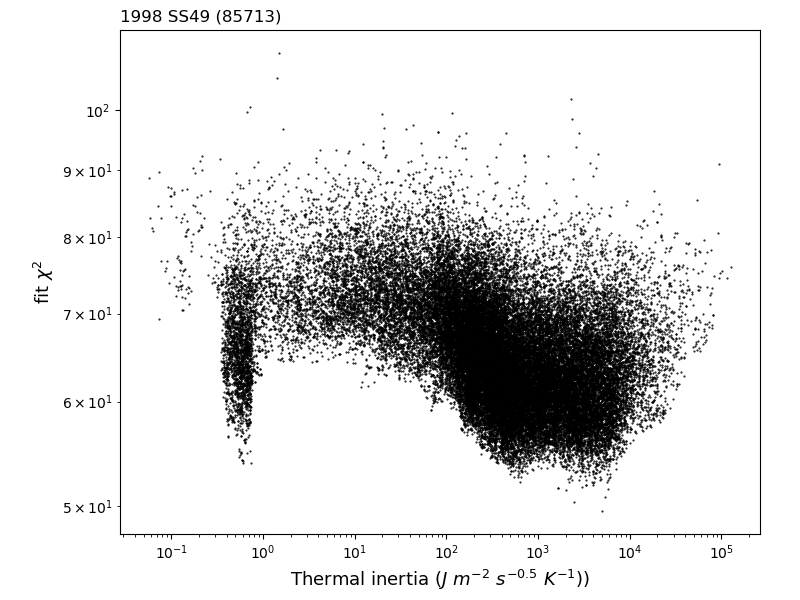 1998 SS49 (85713)
10²
9 × 10¹
8 × 10¹
7 × 10¹
6 × 10¹
5 × 10¹
fit χ²
10⁻¹ 10⁰ 10¹ 10² 10³ 10⁴ 10⁵
Thermal inertia (J m⁻² s⁻⁰·⁵ K⁻¹))